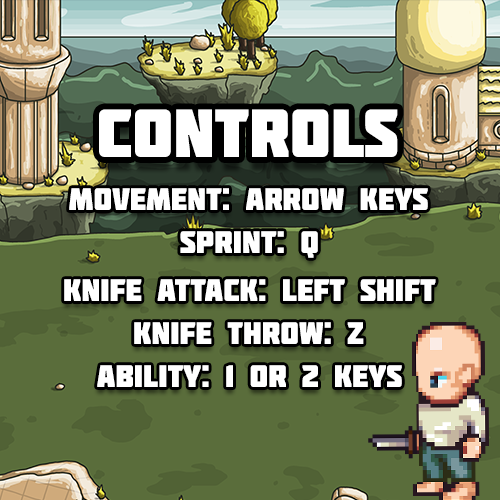 CONTROLS
MOVEMENT: ARROW KEYS
SPRINT: Q
KNIFE ATTACK: LEFT SHIFT
KNIFE THROW: Z
ABILITY: 1 OR 2 KEYS